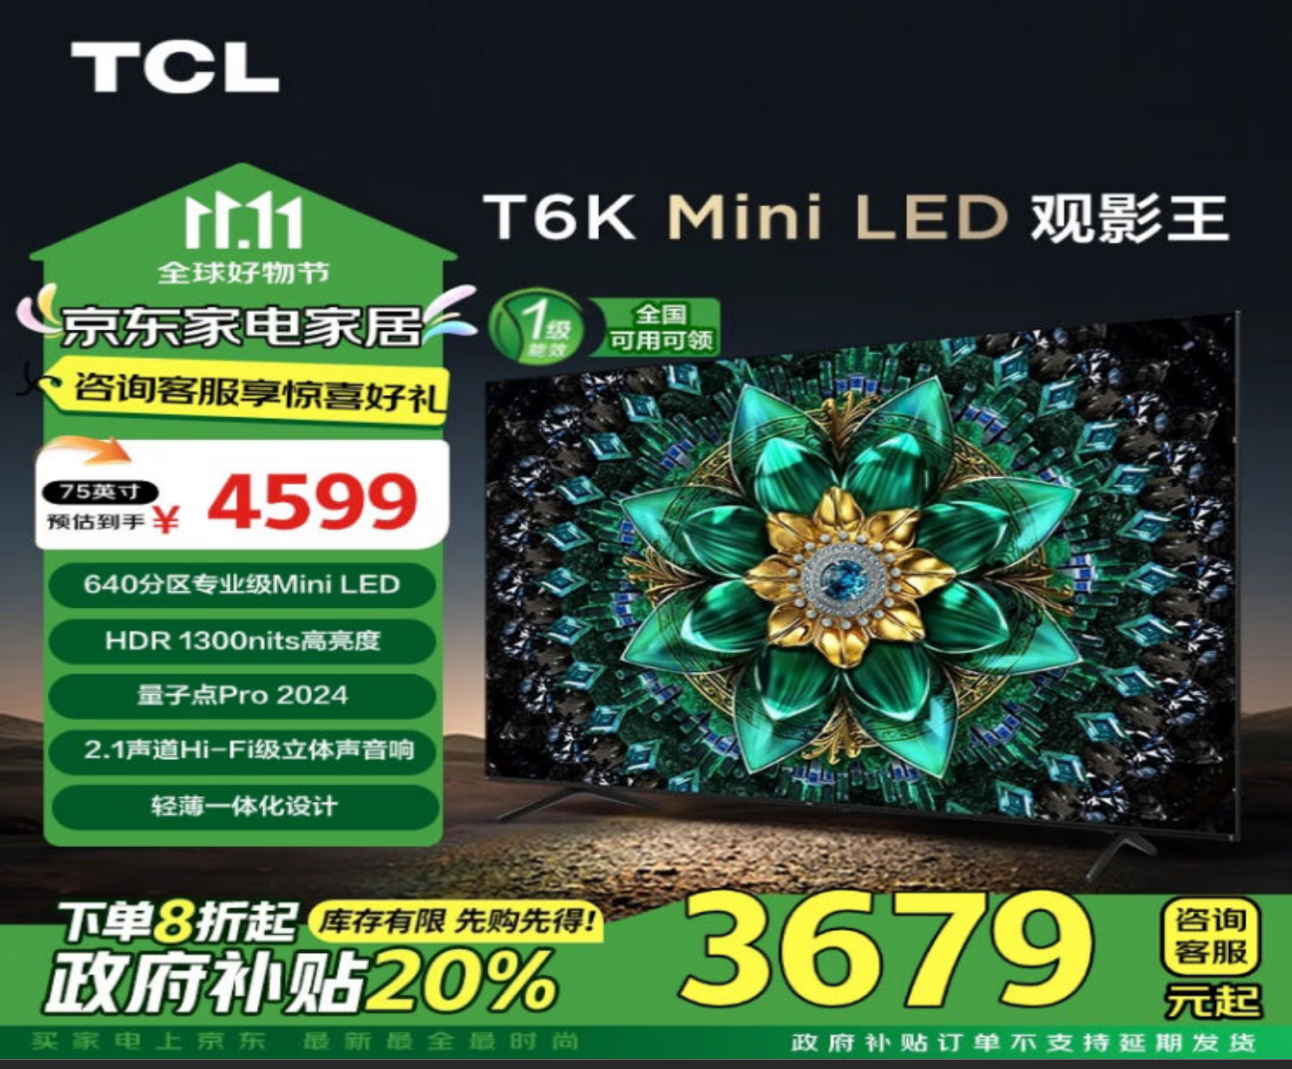 TCL
11.11
全球好物节
京东家电家居
咨询客服享惊喜好礼
75英寸
预估到手¥ 4599
640分区专业级Mini LED
HDR 1300nits高亮度
量子点Pro 2024
2.1声道Hi-Fi级立体声音响
轻薄一体化设计
T6K Mini LED 观影王
1级
能效
全国
可用可领
下单8折起
库存有限 先购先得!
政府补贴20%
3679
咨询
客服
元起
买家电上京东 最新最全最时尚
政府补贴订单不支持延期发货